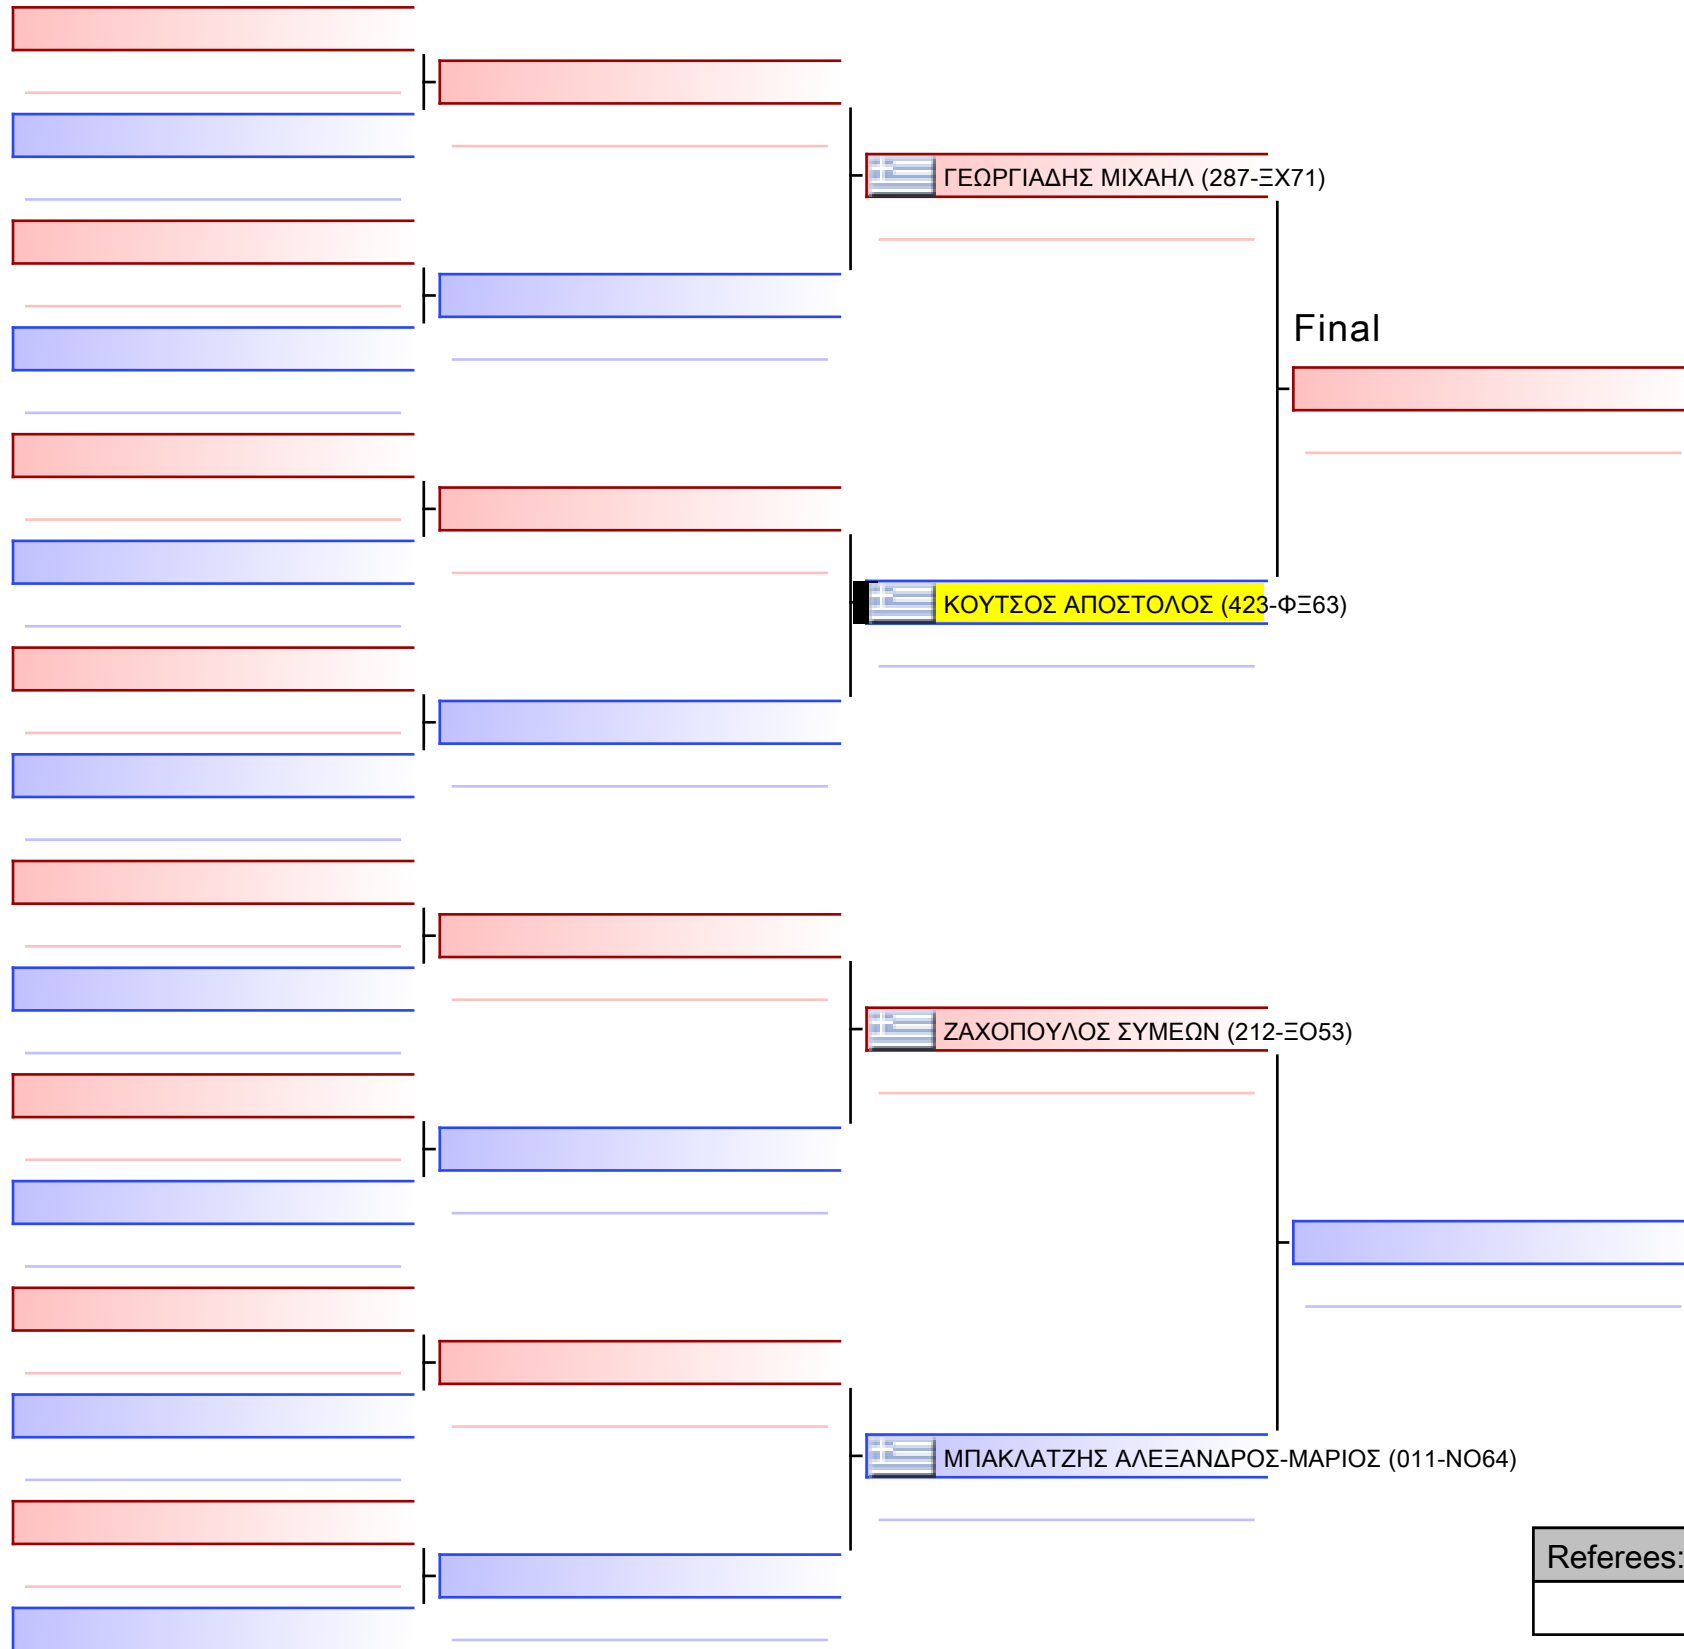 ΓΕΩΡΓΙΑΔΗΣ ΜΙΧΑΗΛ (287-ΞΧ71)
Final
ΚΟΥΤΣΟΣ ΑΠΟΣΤΟΛΟΣ (423-ΦΞ63)
ΖΑΧΟΠΟΥΛΟΣ ΣΥΜΕΩΝ (212-ΞΟ53)
ΜΠΑΚΛΑΤΖΗΣ ΑΛΕΞΑΝΔΡΟΣ-ΜΑΡΙΟΣ (011-ΝΟ64)
Referees: